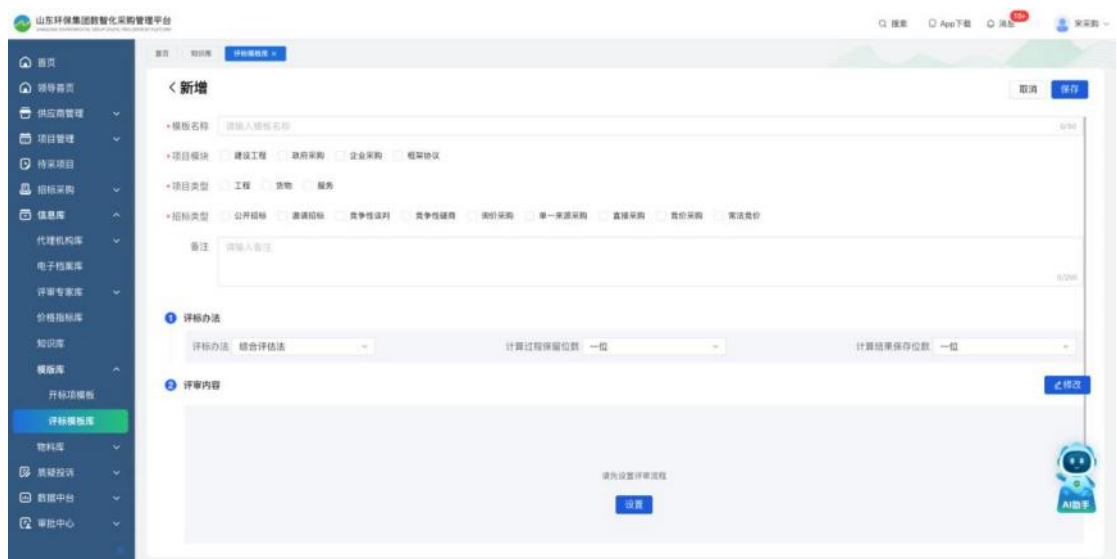 山东环保集团数智化采购管理平台
搜索 App下载 消息 10+ 宋采购
首页 知识库 评标模板库 ×
首页
领导首页
供应商管理
项目管理
待采项目
招标采购
信息库
代理机构库
电子档案库
评审专家库
价格指标库
知识库
模版库
开标项模板
评标模板库
物料库
质疑投诉
数据中台
审批中心
新增
取消 保存
*模板名称 请输入模板名称 0/50
*项目模块 建设工程 政府采购 企业采购 框架协议
*项目类型 工程 货物 服务
*招标类型 公开招标 邀请招标 竞争性谈判 竞争性磋商 询价采购 单一来源采购 直接采购 竞价采购
备注 请输入备注
0/200
1 评标办法
评标办法 综合评估法 计算过程保留位数 一位 计算结果保存位数 一位
2 评审内容 修改
请先设置评审流程
设置
AI助手